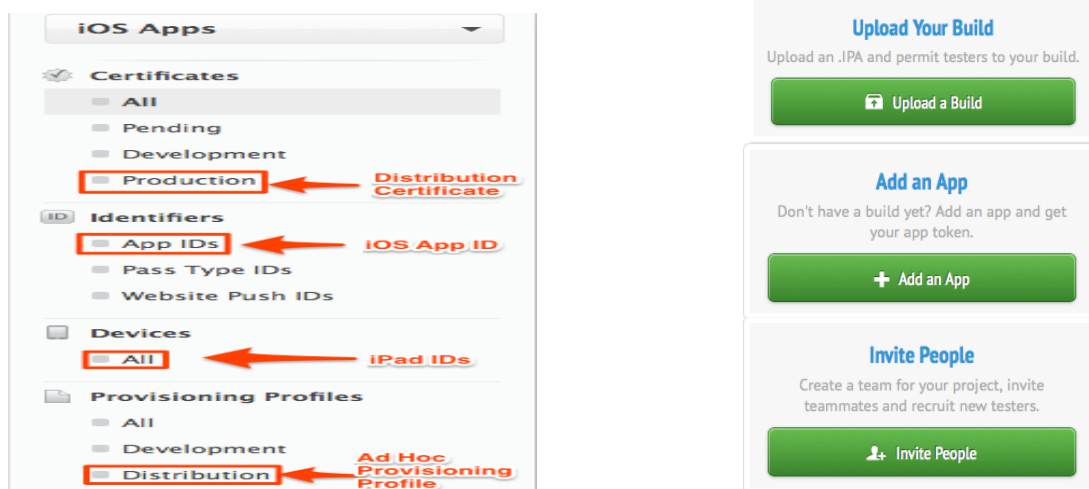 iOS Apps
Certificates
All
Pending
Development
Production
Distribution
Certificate
ID
Identifiers
App IDs
iOS App ID
Pass Type IDs
Website Push IDs
Devices
All
iPad IDs
Provisioning Profiles
All
Development
Distribution
Ad Hoc
Provisioning
Profile
Upload Your Build
Upload an .IPA and permit testers to your build.
Upload a Build
Add an App
Don't have a build yet? Add an app and get
your app token.
Add an App
Invite People
Create a team for your project, invite
teammates and recruit new testers.
Invite People